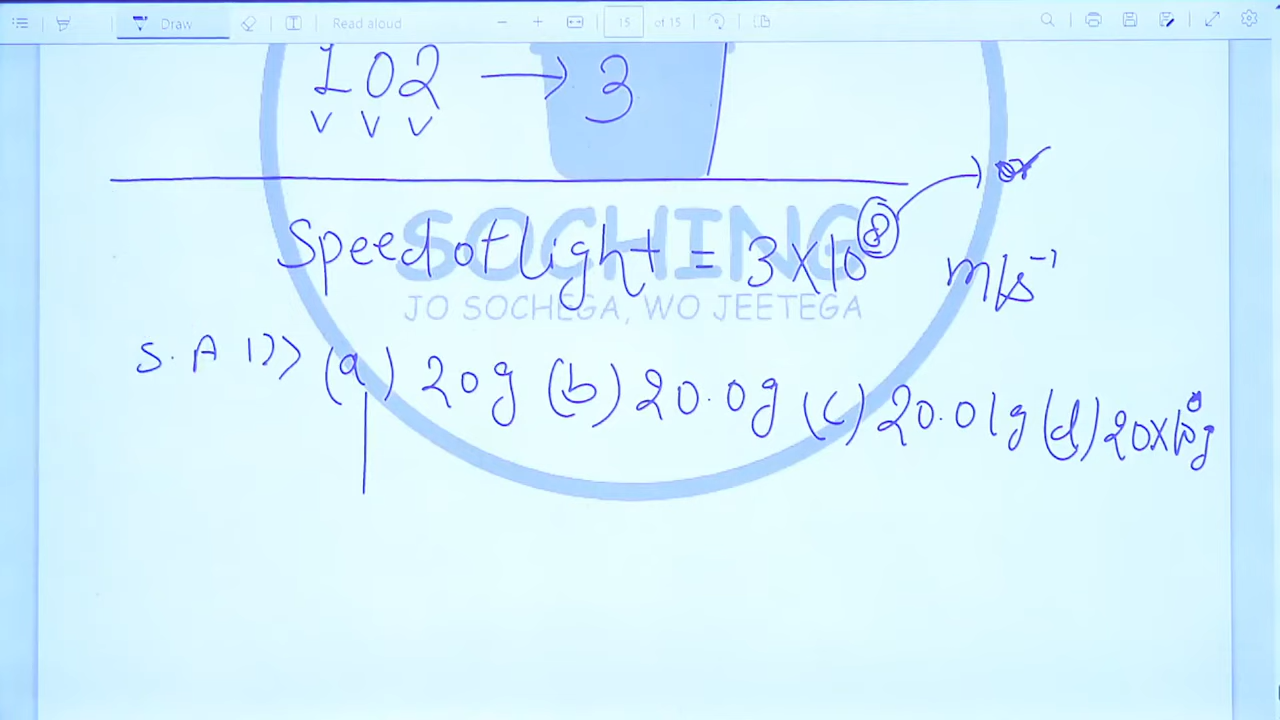 Draw Read aloud 15 of 15
102 → 3
v v v
Speed of light = 3×10⁸ m/s⁻¹
SOCHING
JO SOCHEGA, WO JEETEGA
S. A 1>> (a) 20g (b) 20.0g (c) 20.01g (d) 20×10g